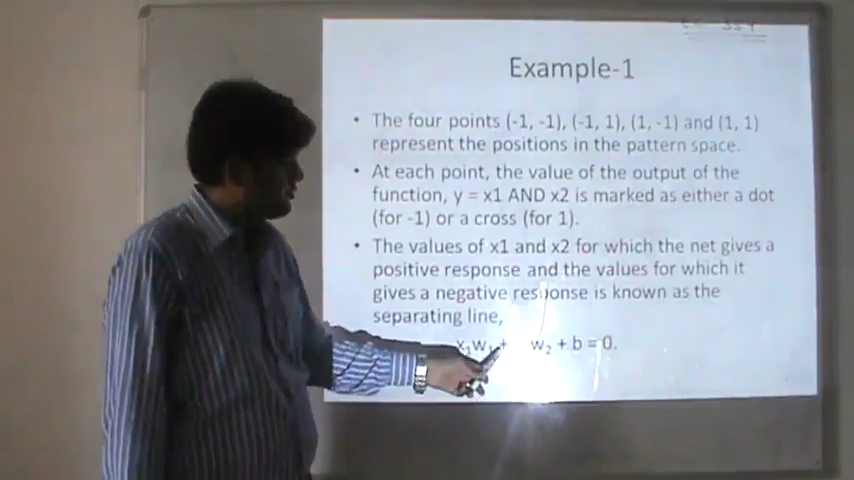 Example-1
• The four points (-1, -1), (-1, 1), (1, -1) and (1, 1)
represent the positions in the pattern space.
• At each point, the value of the output of the
function, y = x1 AND x2 is marked as either a dot
(for -1) or a cross (for 1).
• The values of x1 and x2 for which the net gives a
positive response and the values for which it
gives a negative response is known as the
separating line,
x₁w₁ + w₂ + b = 0.